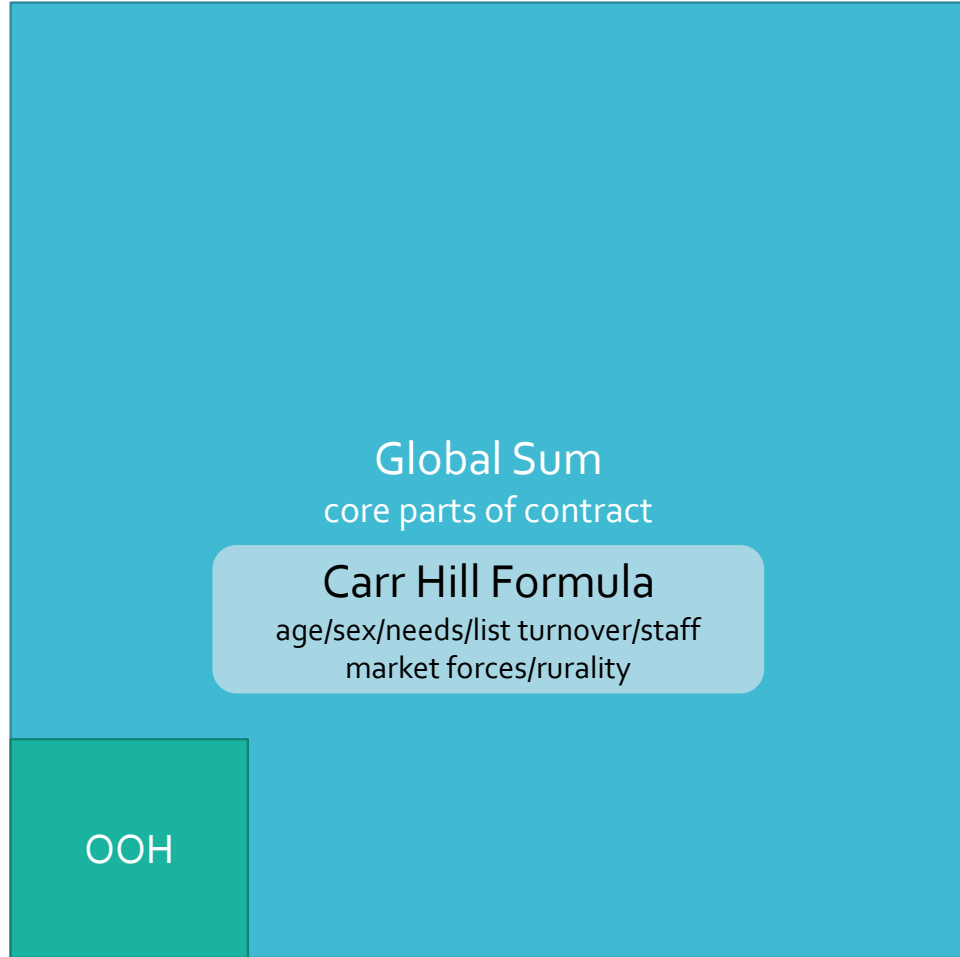 Global Sum
core parts of contract
Carr Hill Formula
age/sex/needs/list turnover/staff
market forces/rurality
OOH